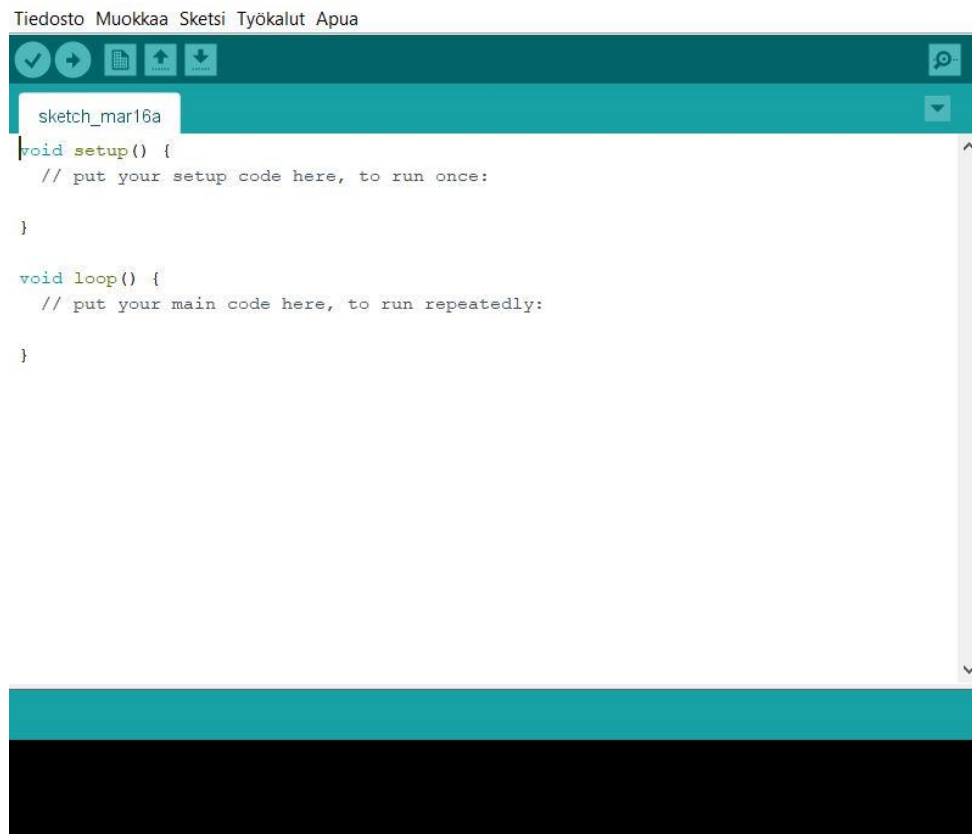 Tiedosto Muokkaa Sketsi Työkalut Apua
sketch_mar16a
void setup() {
  // put your setup code here, to run once:

}

void loop() {
  // put your main code here, to run repeatedly:

}